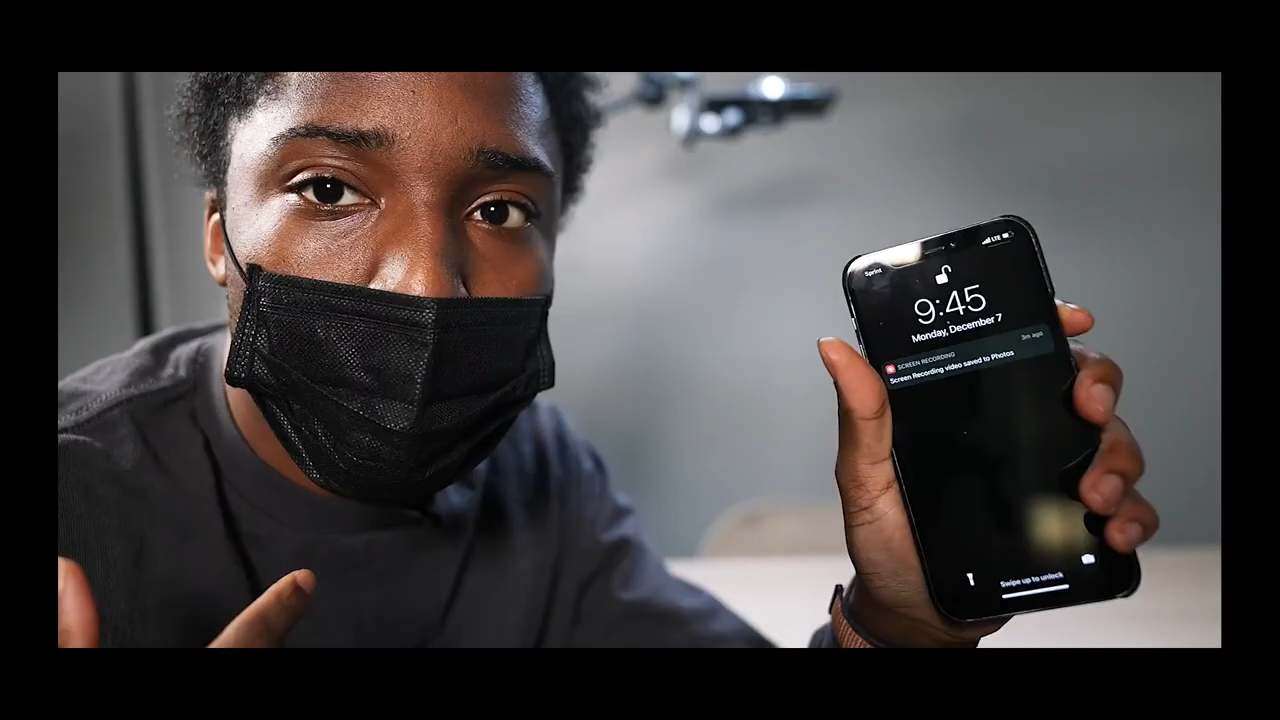 Sprint LTE
9:45
Monday, December 7
SCREEN RECORDING 3m ago
Screen Recording video saved to Photos
Swipe up to unlock